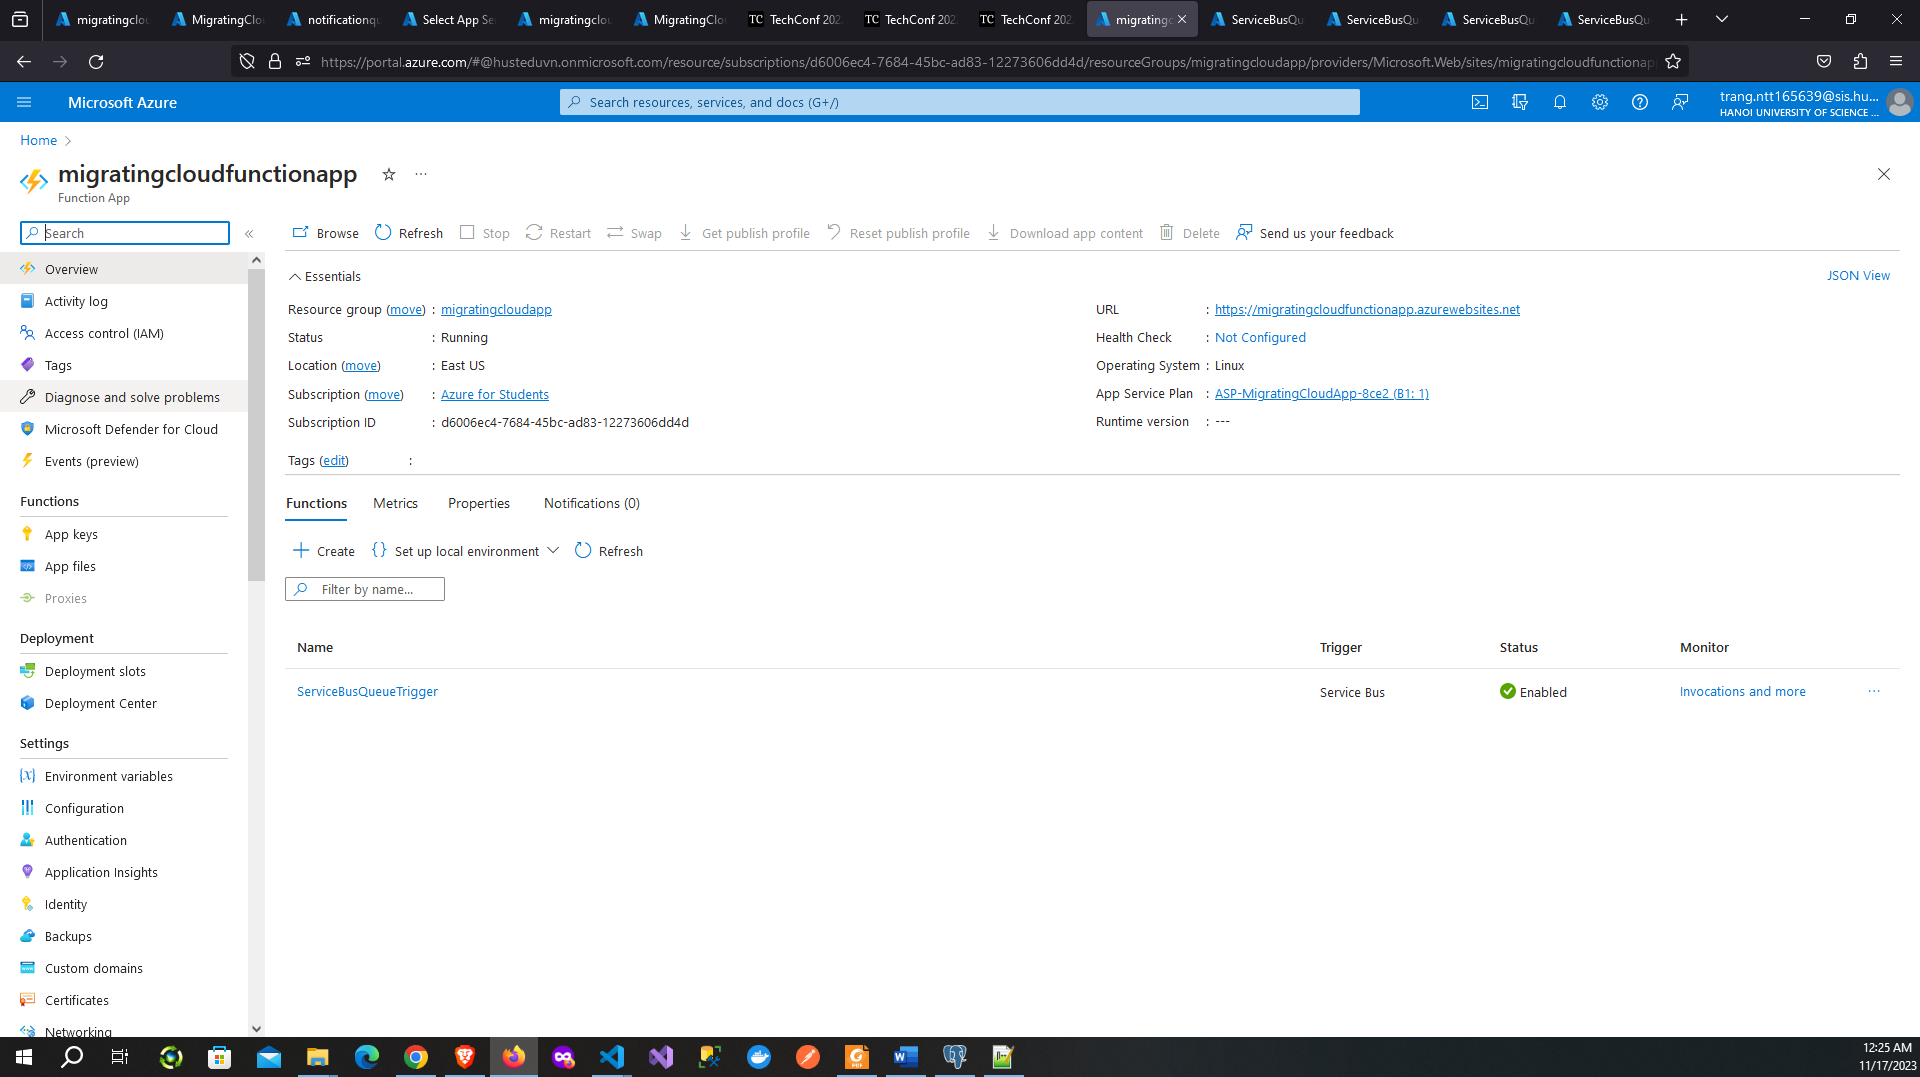 migratingclou
MigratingClo
notificationqu
Select App Se
migratingclou
MigratingClo
TechConf 202
TechConf 202
TechConf 202
migratingc
ServiceBusQu
ServiceBusQu
ServiceBusQu
ServiceBusQu
https://portal.azure.com/#@husteduvn.onmicrosoft.com/resource/subscriptions/d6006ec4-7684-45bc-ad83-12273606dd4d/resourceGroups/migratingcloudapp/providers/Microsoft.Web/sites/migratingcloudfunctionap
Microsoft Azure
Search resources, services, and docs (G+/)
trang.ntt165639@sis.hu...
HANOI UNIVERSITY OF SCIENCE ...
Home
migratingcloudfunctionapp
Function App
Search
Browse
Refresh
Stop
Restart
Swap
Get publish profile
Reset publish profile
Download app content
Delete
Send us your feedback
Overview
Activity log
Access control (IAM)
Tags
Diagnose and solve problems
Microsoft Defender for Cloud
Events (preview)
Functions
App keys
App files
Proxies
Deployment
Deployment slots
Deployment Center
Settings
Environment variables
Configuration
Authentication
Application Insights
Identity
Backups
Custom domains
Certificates
Networking
Essentials
JSON View
Resource group (move) : migratingcloudapp
Status : Running
Location (move) : East US
Subscription (move) : Azure for Students
Subscription ID : d6006ec4-7684-45bc-ad83-12273606dd4d
Tags (edit) :
URL : https://migratingcloudfunctionapp.azurewebsites.net
Health Check : Not Configured
Operating System : Linux
App Service Plan : ASP-MigratingCloudApp-8ce2 (B1: 1)
Runtime version : ---
Functions
Metrics
Properties
Notifications (0)
Create
Set up local environment
Refresh
Filter by name...
Name Trigger Status Monitor
ServiceBusQueueTrigger Service Bus Enabled Invocations and more ...
12:25 AM
11/17/2023